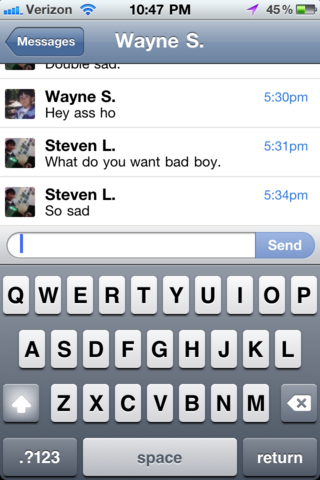 Verizon 10:47 PM 45%
Messages Wayne S.
Double sad.
Wayne S. 5:30pm
Hey ass ho
Steven L. 5:31pm
What do you want bad boy.
Steven L. 5:34pm
So sad
Send
Q W E R T Y U I O P
A S D F G H J K L
Z X C V B N M
.?123 space return